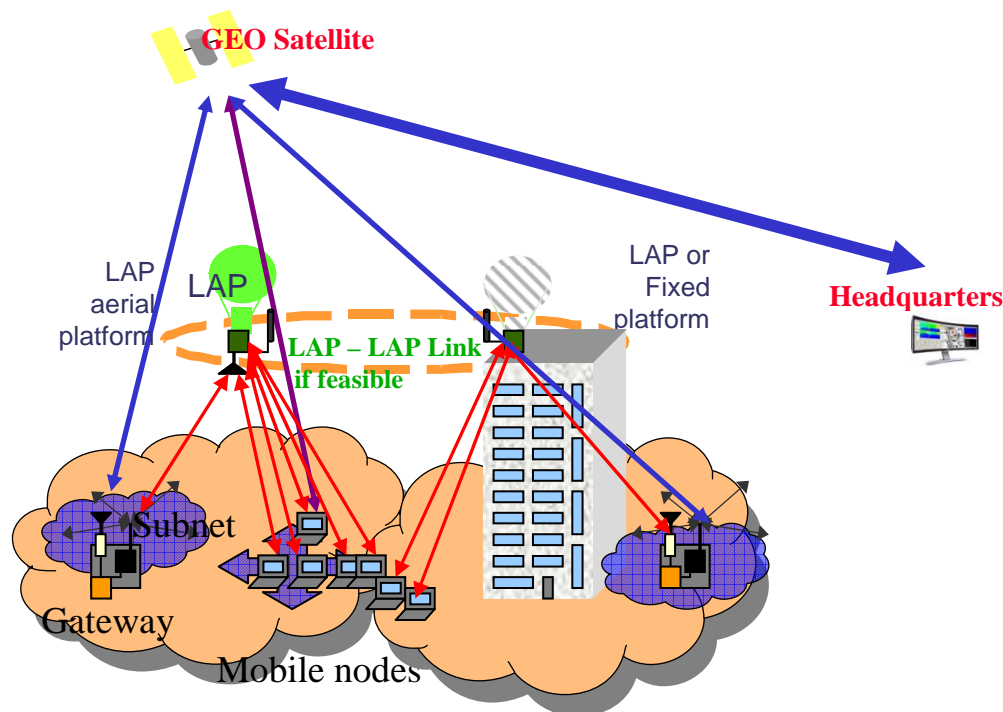 GEO Satellite
LAP
aerial
platform
LAP
LAP or
Fixed
platform
Headquarters
LAP – LAP Link
if feasible
Subnet
Gateway
Mobile nodes